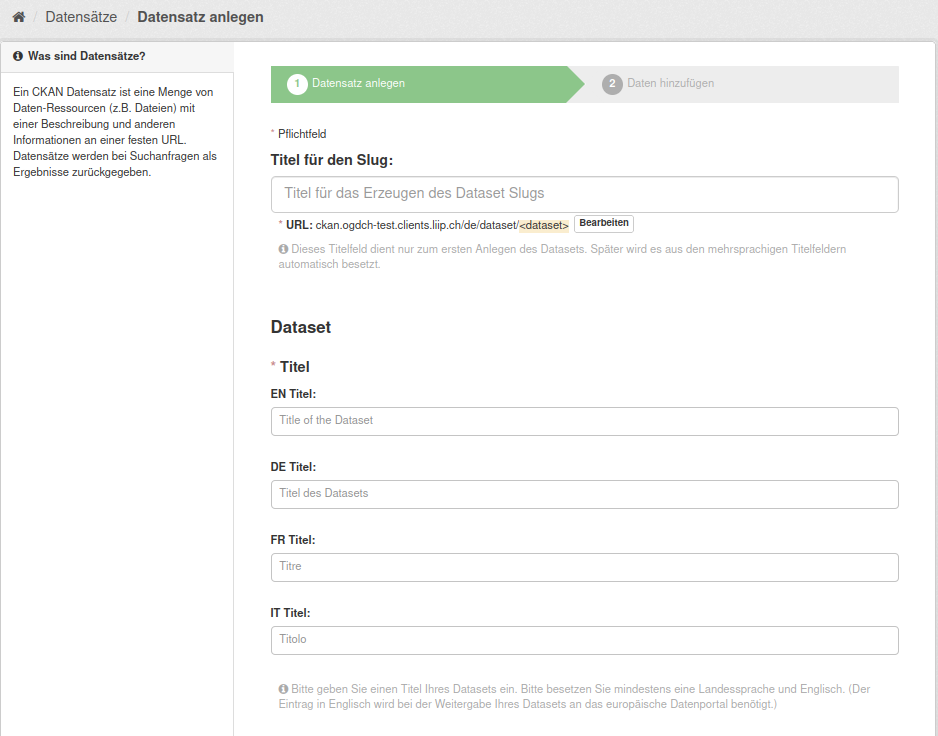 / Datensätze / Datensatz anlegen
Was sind Datensätze?
Ein CKAN Datensatz ist eine Menge von
Daten-Ressourcen (z.B. Dateien) mit
einer Beschreibung und anderen
Informationen an einer festen URL.
Datensätze werden bei Suchanfragen als
Ergebnisse zurückgegeben.
1 Datensatz anlegen
2 Daten hinzufügen
* Pflichtfeld
Titel für den Slug:
Titel für das Erzeugen des Dataset Slugs
* URL: ckan.ogdch-test.clients.liip.ch/de/dataset/<dataset> Bearbeiten
Dieses Titelfeld dient nur zum ersten Anlegen des Datasets. Später wird es aus den mehrsprachigen Titelfeldern
automatisch besetzt.
Dataset
* Titel
EN Titel:
Title of the Dataset
DE Titel:
Titel des Datasets
FR Titel:
Titre
IT Titel:
Titolo
Bitte geben Sie einen Titel Ihres Datasets ein. Bitte besetzen Sie mindestens eine Landessprache und Englisch. (Der
Eintrag in Englisch wird bei der Weitergabe Ihres Datasets an das europäische Datenportal benötigt.)